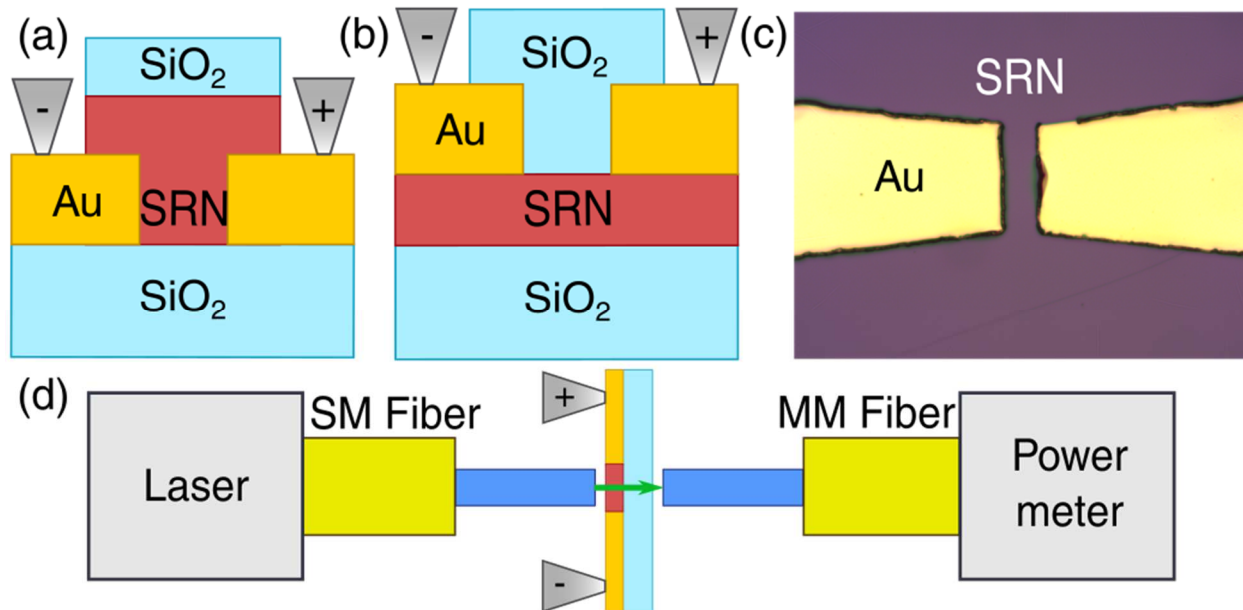 (a)
SiO₂
-
+
Au
SRN
SiO₂
(b)
-
+
SiO₂
Au
SRN
SiO₂
(c)
SRN
Au
(d)
Laser
SM Fiber
+
-
MM Fiber
Power
meter